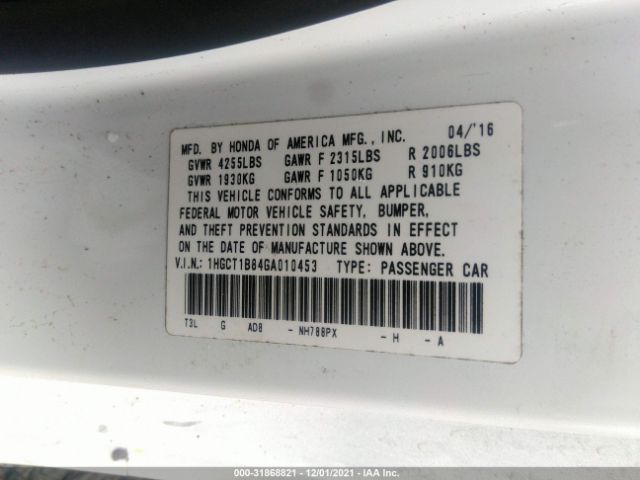 MFD. BY HONDA OF AMERICA MFG., INC. 04/'16
GVWR 4255LBS GAWR F 2315LBS R 2006LBS
GVWR 1930KG GAWR F 1050KG R 910KG
THIS VEHICLE CONFORMS TO ALL APPLICABLE
FEDERAL MOTOR VEHICLE SAFETY, BUMPER,
AND THEFT PREVENTION STANDARDS IN EFFECT
ON THE DATE OF MANUFACTURE SHOWN ABOVE.
V.I.N.: 1HGCT1B84GA010453 TYPE: PASSENGER CAR
T3L G AD8 - NH788PX - H - A
000-31868821 - 12/01/2021 - IAA Inc.